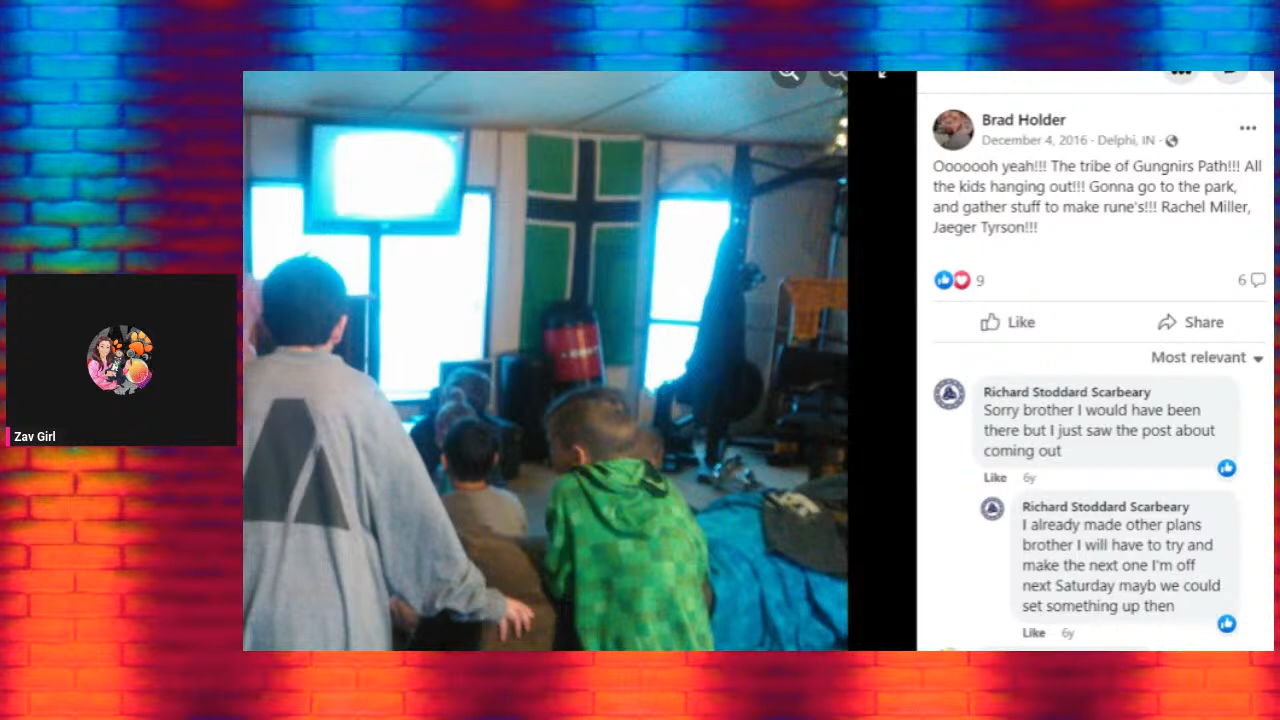 Brad Holder
December 4, 2016 · Delphi, IN ·
Ooooooh yeah!!! The tribe of Gungnirs Path!!! All
the kids hanging out!!! Gonna go to the park,
and gather stuff to make rune's!!! Rachel Miller,
Jaeger Tyrson!!!
9
6
Like
Share
Most relevant
Richard Stoddard Scarbeary
Sorry brother I would have been
there but I just saw the post about
coming out
Like 6y
Richard Stoddard Scarbeary
I already made other plans
brother I will have to try and
make the next one I'm off
next Saturday mayb we could
set something up then
Like 6y
Zav Girl